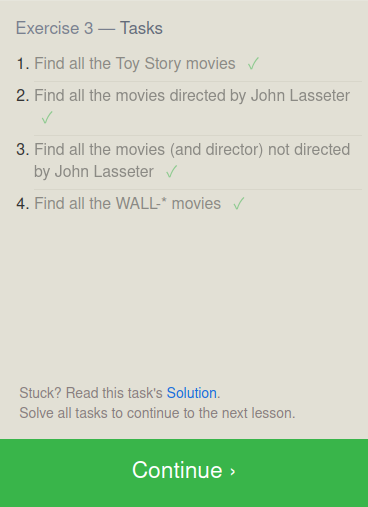 Exercise 3 — Tasks
1. Find all the Toy Story movies ✓
2. Find all the movies directed by John Lasseter
✓
3. Find all the movies (and director) not directed
by John Lasseter ✓
4. Find all the WALL-* movies ✓
Stuck? Read this task's Solution.
Solve all tasks to continue to the next lesson.
Continue ›